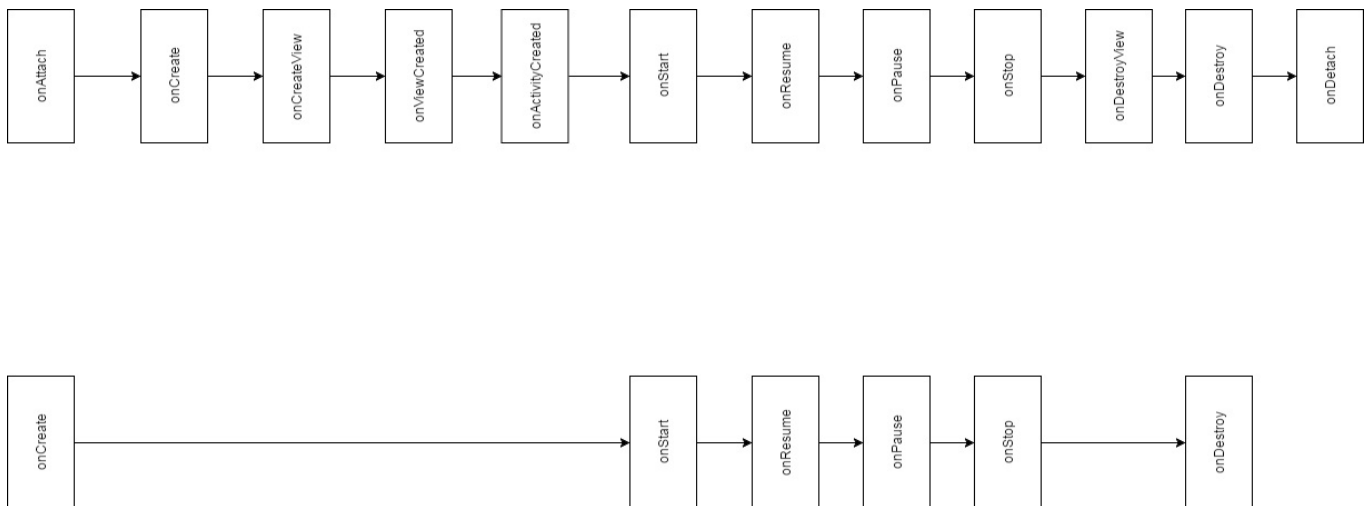 onAttach
onCreate
onCreateView
onViewCreated
onActivityCreated
onStart
onResume
onPause
onStop
onDestroyView
onDestroy
onDetach
onCreate
onStart
onResume
onPause
onStop
onDestroy